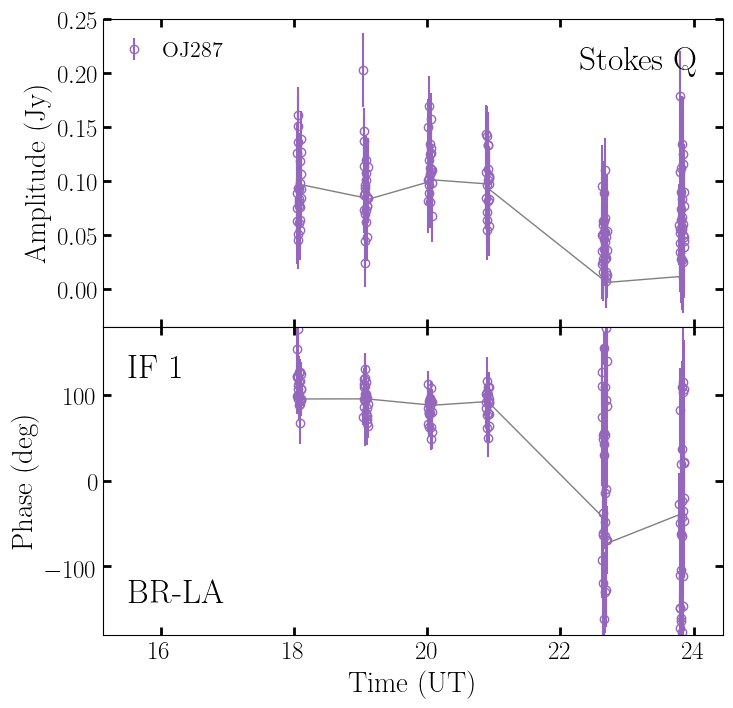 0.25
0.20
0.15
0.10
0.05
0.00
Amplitude (Jy)
OJ287
Stokes Q
100
0
−100
Phase (deg)
IF 1
BR-LA
16 18 20 22 24
Time (UT)